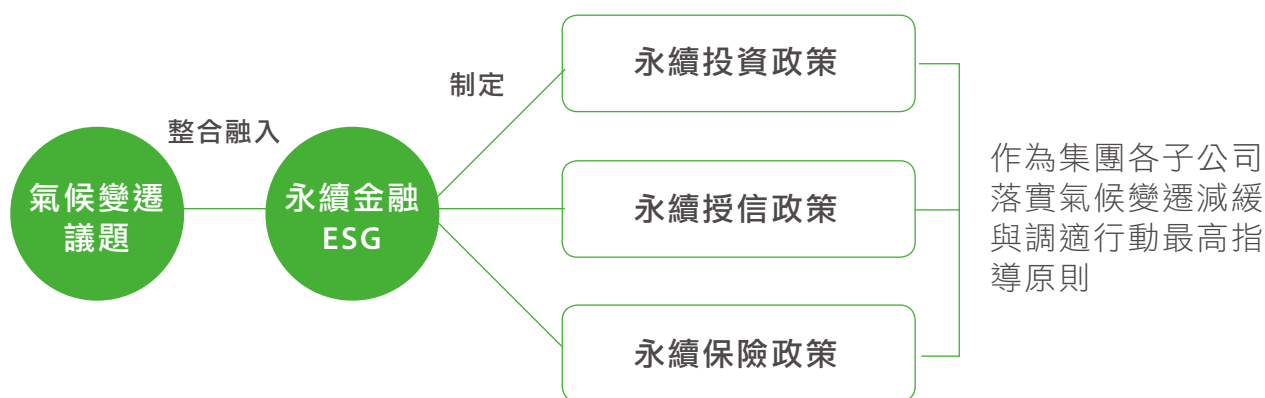 氣候變遷
議題
整合融入
永續金融
ESG
制定
永續投資政策
永續授信政策
永續保險政策
作為集團各子公司
落實氣候變遷減緩
與調適行動最高指
導原則